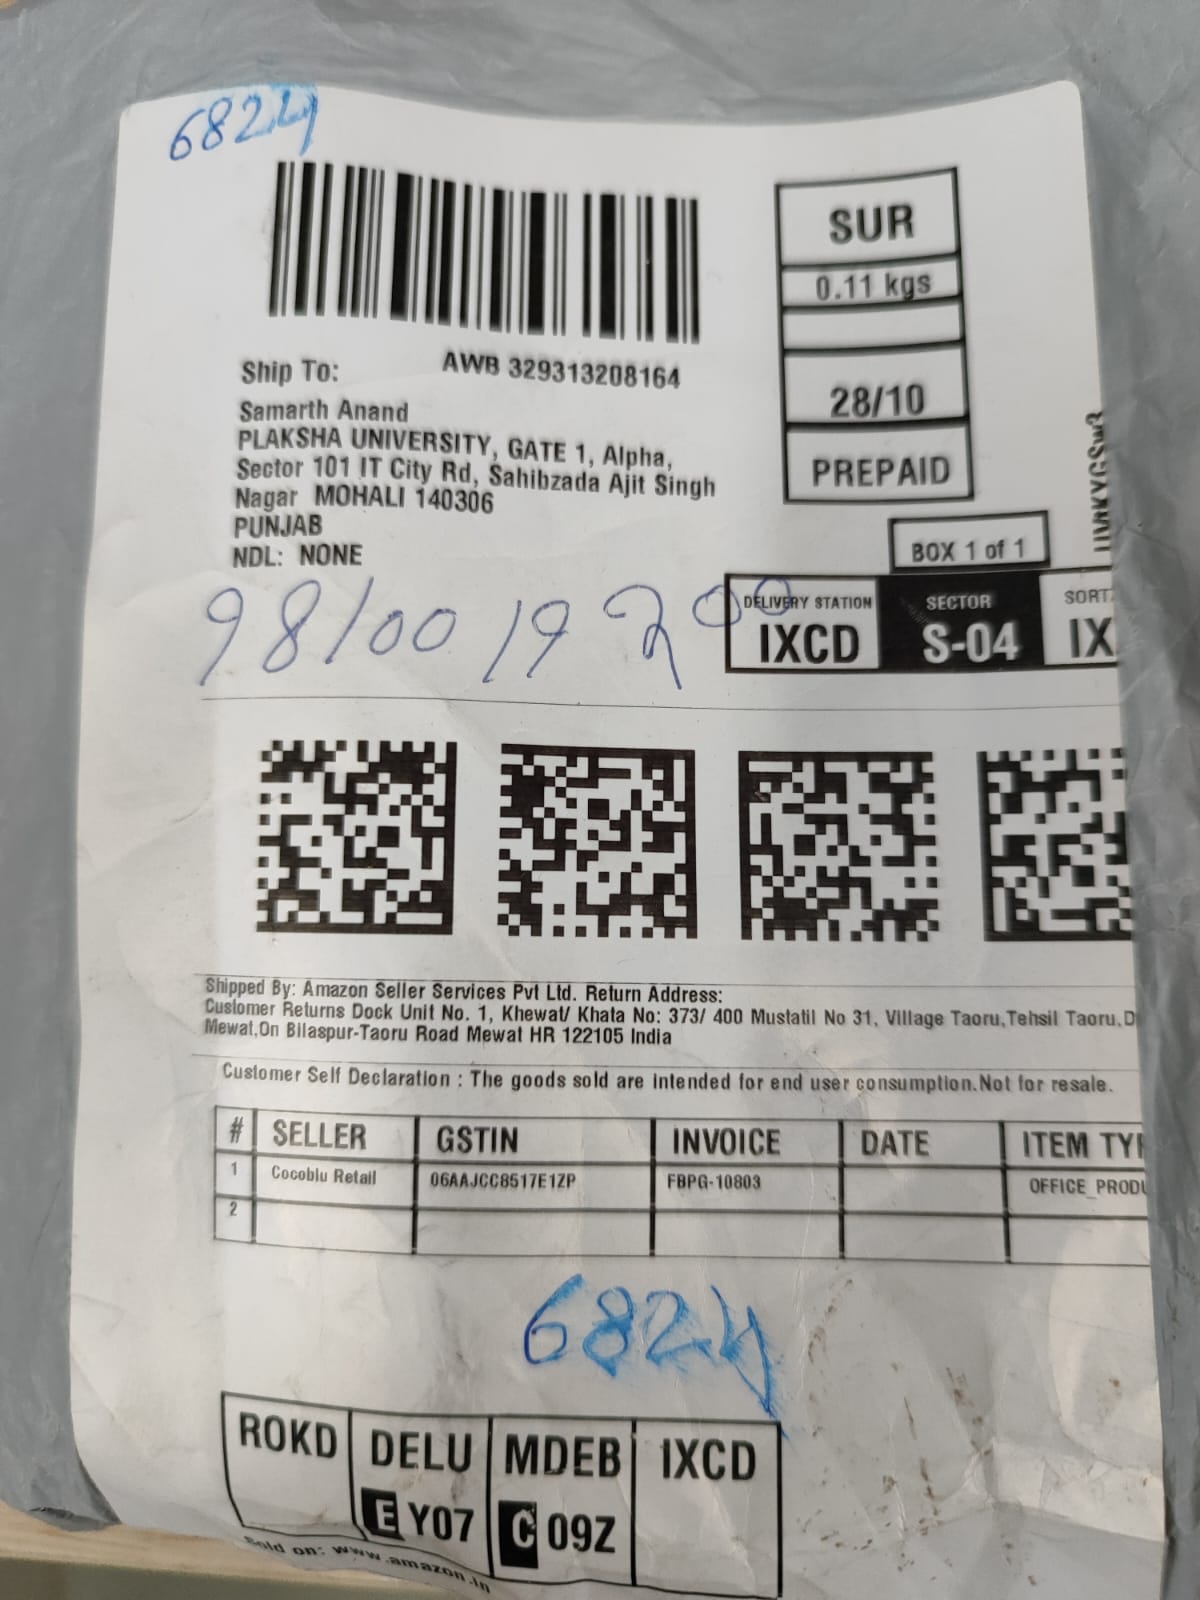 6824
SUR
0.11 kgs
28/10
PREPAID
Ship To:
AWB 329313208164
Samarth Anand
PLAKSHA UNIVERSITY, GATE 1, Alpha,
Sector 101 IT City Rd, Sahibzada Ajit Singh
Nagar MOHALI 140306
PUNJAB
NDL: NONE
BOX 1 of 1
DELIVERY STATION
IXCD
SECTOR
S-04
SORT
IX
98100 19200
Shipped By: Amazon Seller Services Pvt Ltd. Return Address:
Customer Returns Dock Unit No. 1, Khewat/ Khata No: 373/ 400 Mustatil No 31, Village Taoru,Tehsil Taoru,D
Mewat,On Bilaspur-Taoru Road Mewat HR 122105 India
Customer Self Declaration : The goods sold are intended for end user consumption.Not for resale.
# SELLER GSTIN INVOICE DATE ITEM TYP
1 Cocoblu Retail 06AAJCC8517E1ZP FBPG-10803 OFFICE_PRODU
2
6824
ROKD DELU MDEB IXCD
E Y07 C 09Z
Sold on: www.amazon.in